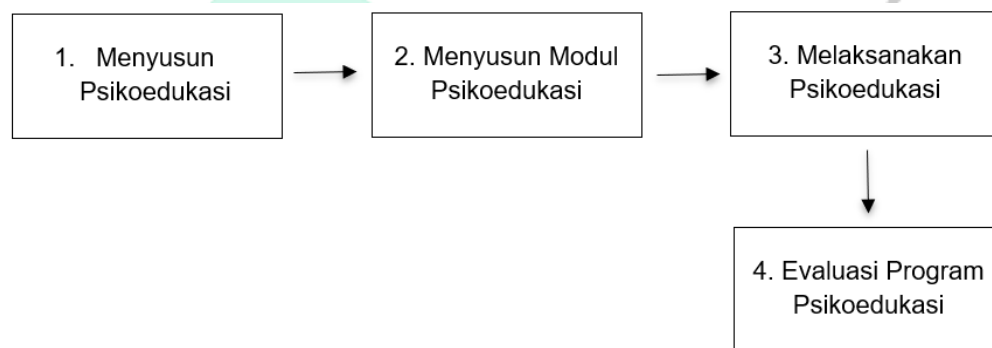 1. Menyusun
Psikoedukasi
2. Menyusun Modul
Psikoedukasi
3. Melaksanakan
Psikoedukasi
4. Evaluasi Program
Psikoedukasi